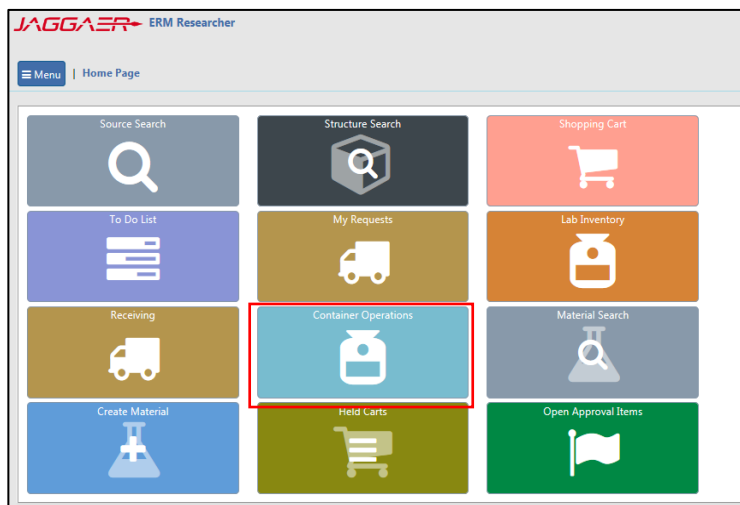 JAGGAER ERM Researcher
Menu | Home Page
Source Search
Structure Search
Shopping Cart
To Do List
My Requests
Lab Inventory
Receiving
Container Operations
Material Search
Create Material
Held Carts
Open Approval Items